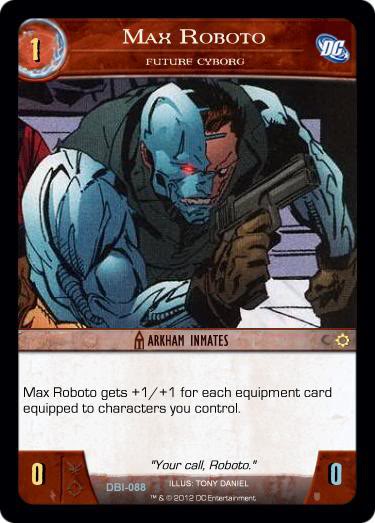 1
MAX ROBOTO
FUTURE CYBORG
DC
ARKHAM INMATES
Max Roboto gets +1/+1 for each equipment card
equipped to characters you control.
"Your call, Roboto."
0
DBI-088
ILLUS: TONY DANIEL
0
™ & © 2012 DC Entertainment